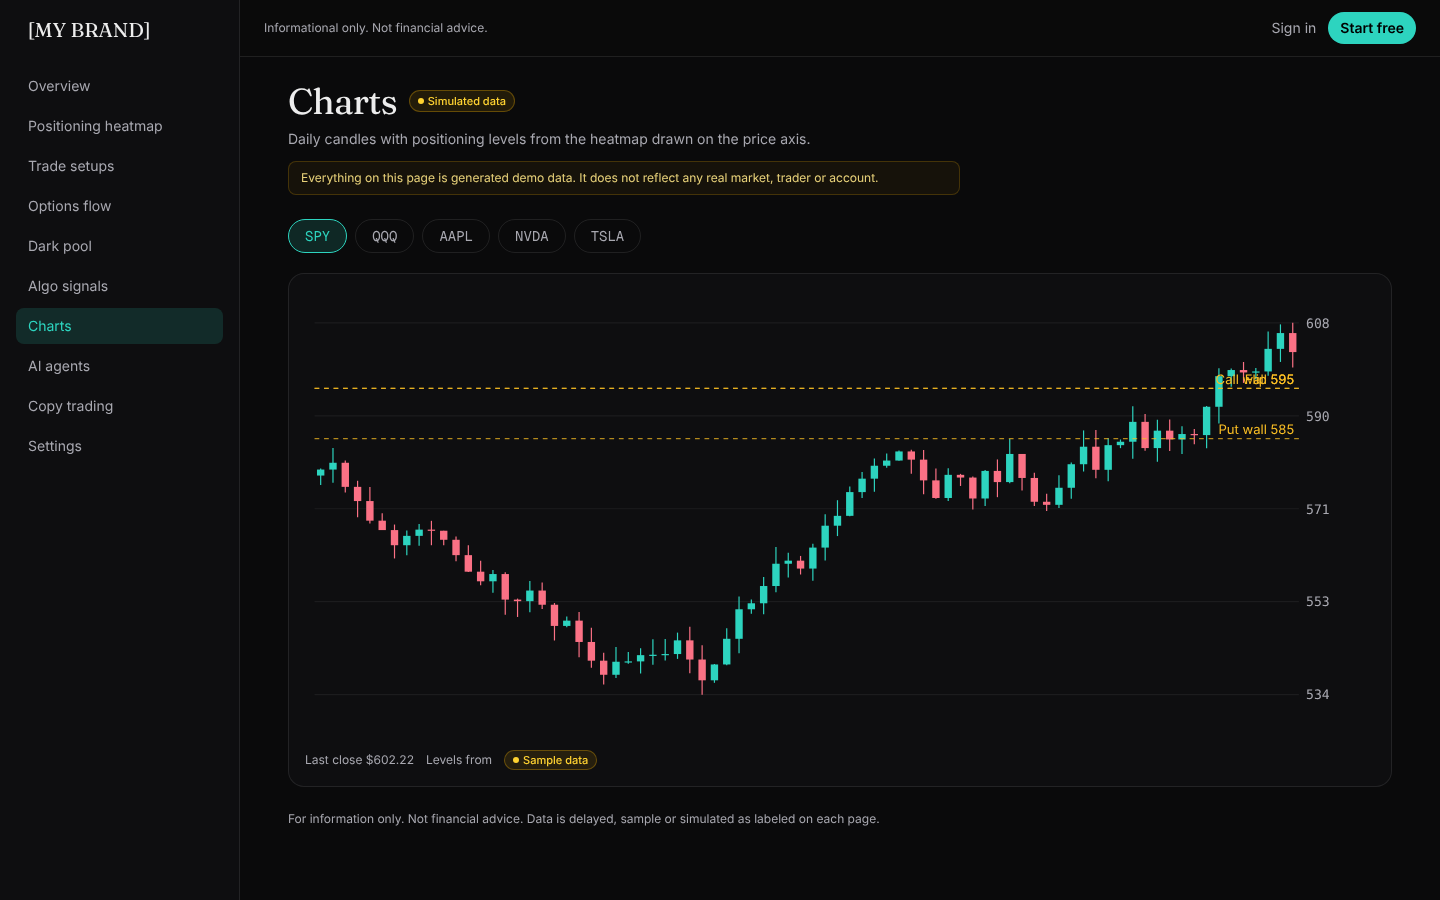 [MY BRAND]
Informational only. Not financial advice.
Sign in
Start free
Overview
Positioning heatmap
Trade setups
Options flow
Dark pool
Algo signals
Charts
AI agents
Copy trading
Settings
Charts
Simulated data
Daily candles with positioning levels from the heatmap drawn on the price axis.
Everything on this page is generated demo data. It does not reflect any real market, trader or account.
SPY
QQQ
AAPL
NVDA
TSLA
608
595
590
Put wall 585
571
553
534
Last close $602.22 Levels from Sample data
For information only. Not financial advice. Data is delayed, sample or simulated as labeled on each page.